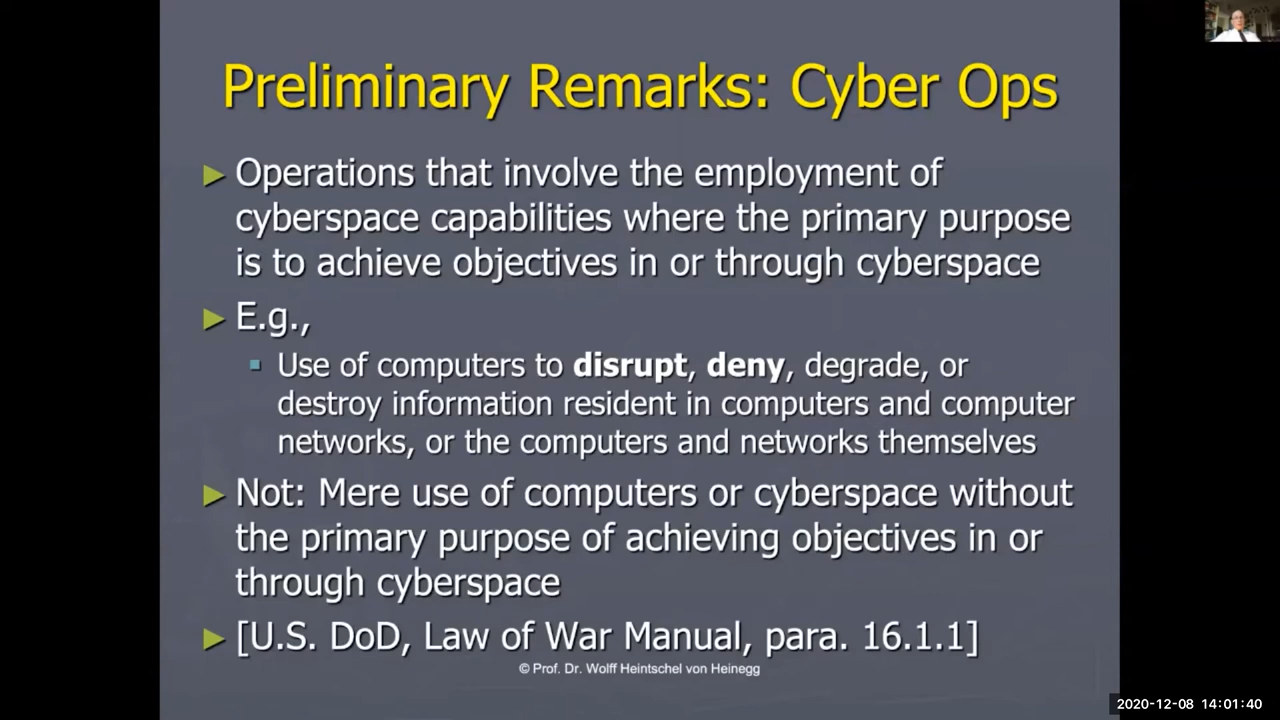 Preliminary Remarks: Cyber Ops
Operations that involve the employment of
cyberspace capabilities where the primary purpose
is to achieve objectives in or through cyberspace
E.g.,
Use of computers to disrupt, deny, degrade, or
destroy information resident in computers and computer
networks, or the computers and networks themselves
Not: Mere use of computers or cyberspace without
the primary purpose of achieving objectives in or
through cyberspace
[U.S. DoD, Law of War Manual, para. 16.1.1]
© Prof. Dr. Wolff Heintschel von Heinegg
2020-12-08 14:01:40